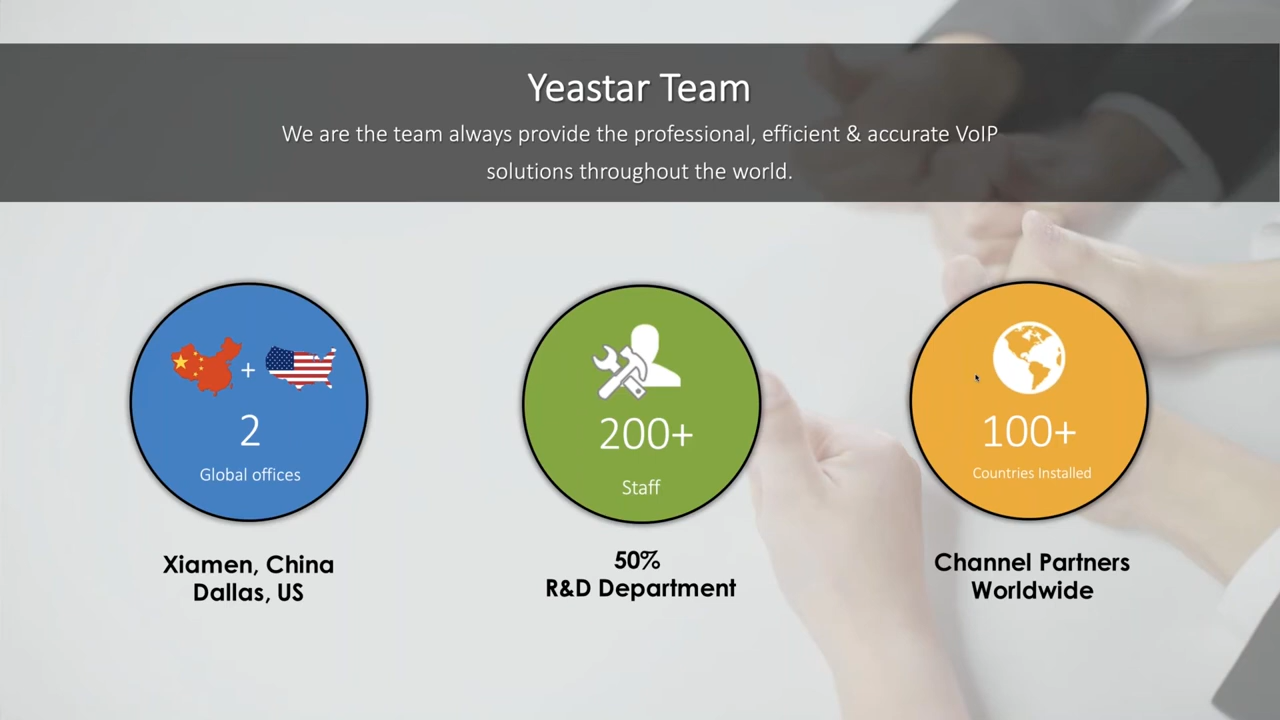 Yeastar Team
We are the team always provide the professional, efficient & accurate VoIP
solutions throughout the world.
+
2
Global offices
Xiamen, China
Dallas, US
200+
Staff
50%
R&D Department
100+
Countries Installed
Channel Partners
Worldwide